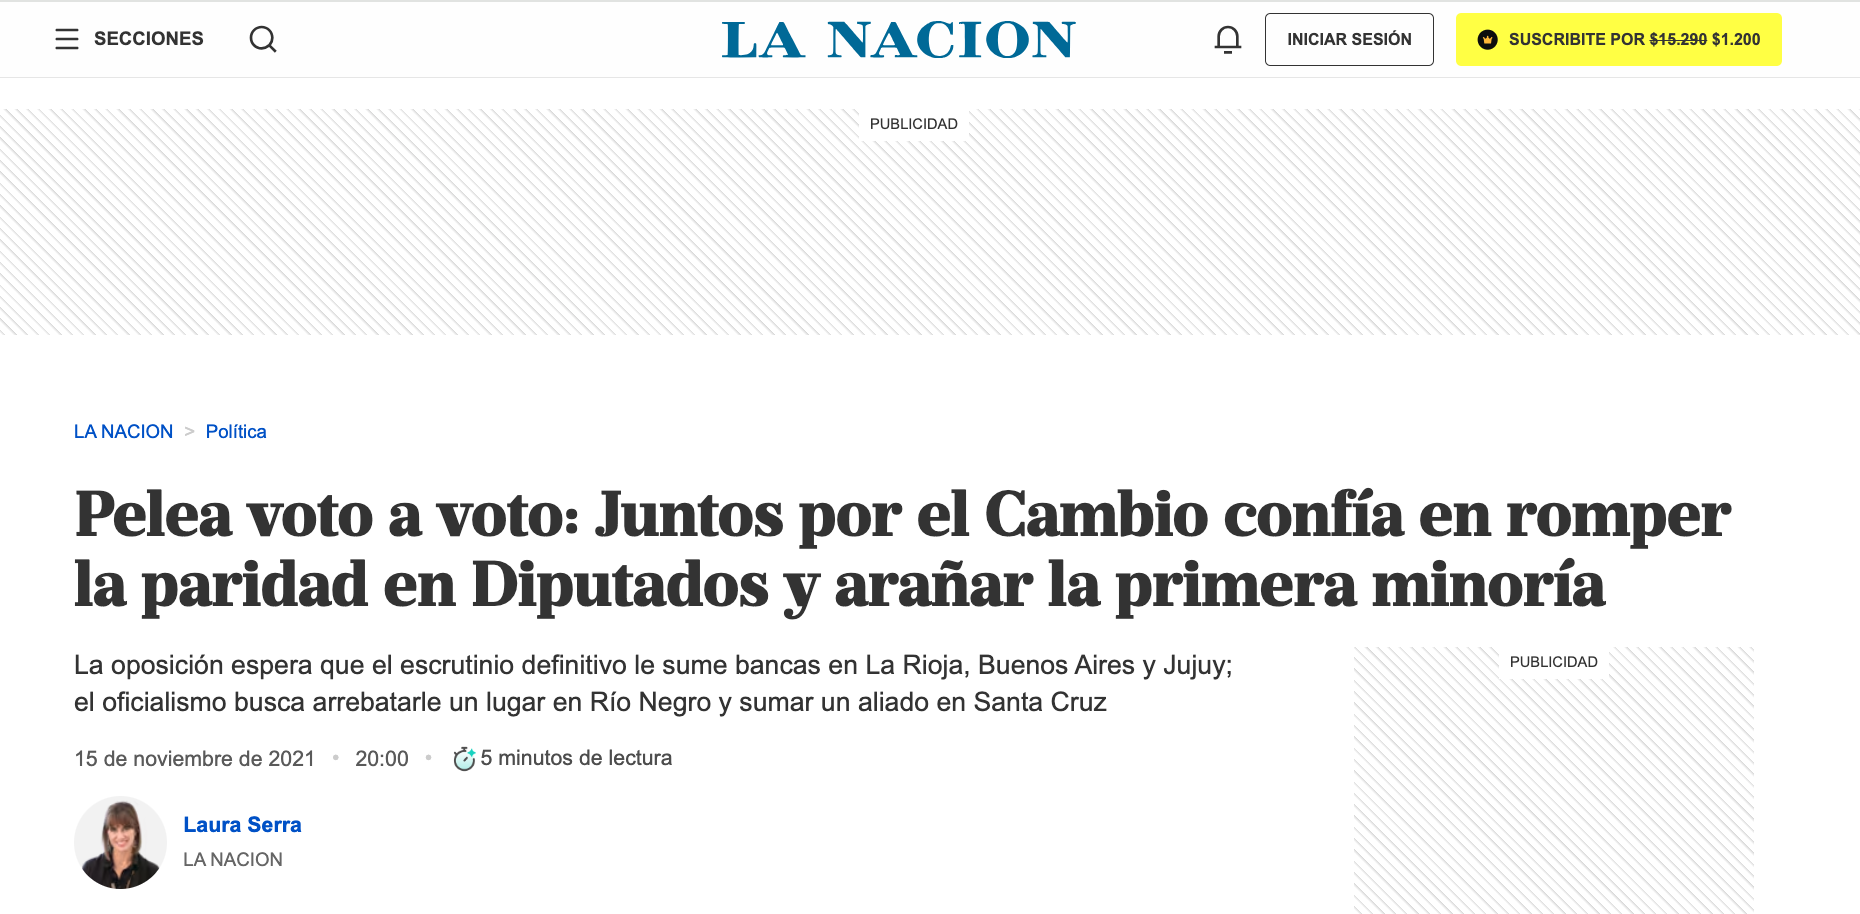 SECCIONES
LA NACION
INICIAR SESIÓN
SUSCRIBITE POR $15.290 $1.200
PUBLICIDAD
LA NACION > Política
Pelea voto a voto: Juntos por el Cambio confía en romper
la paridad en Diputados y arañar la primera minoría
La oposición espera que el escrutinio definitivo le sume bancas en La Rioja, Buenos Aires y Jujuy;
el oficialismo busca arrebatarle un lugar en Río Negro y sumar un aliado en Santa Cruz
PUBLICIDAD
15 de noviembre de 2021 • 20:00 • 5 minutos de lectura
Laura Serra
LA NACION